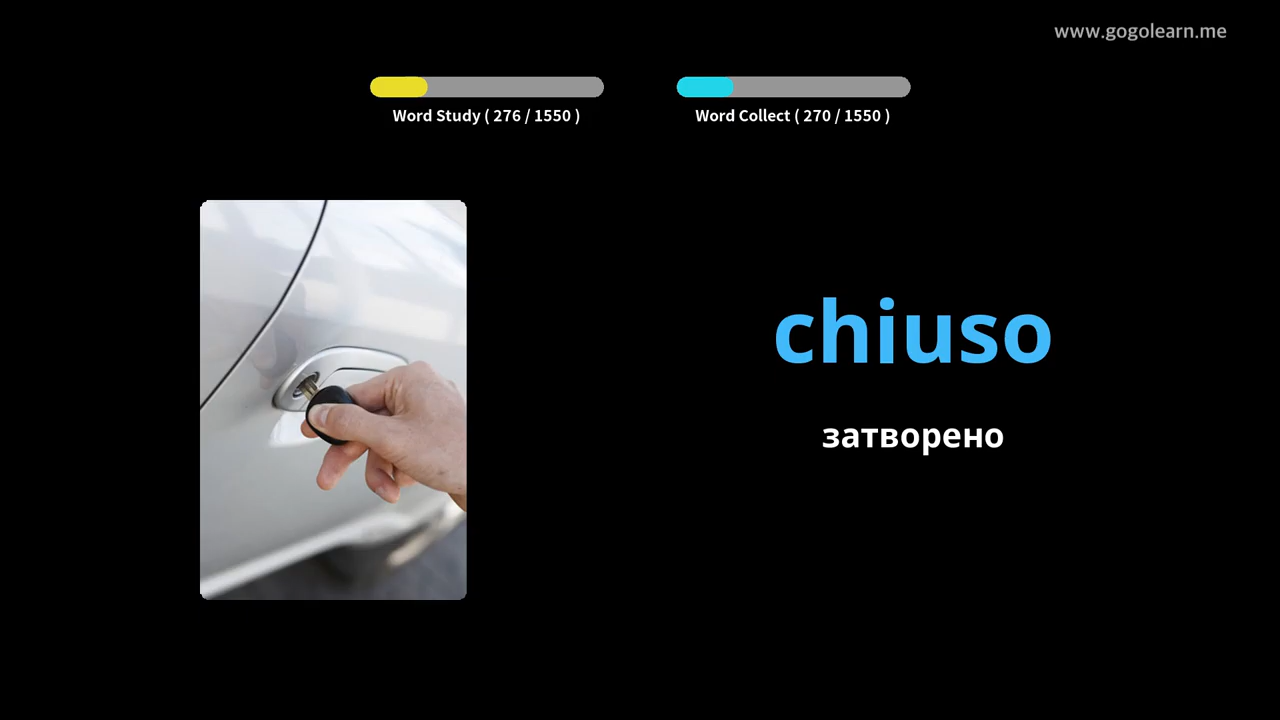 www.gogolearn.me
Word Study ( 276 / 1550 )
Word Collect ( 270 / 1550 )
chiuso
затворено